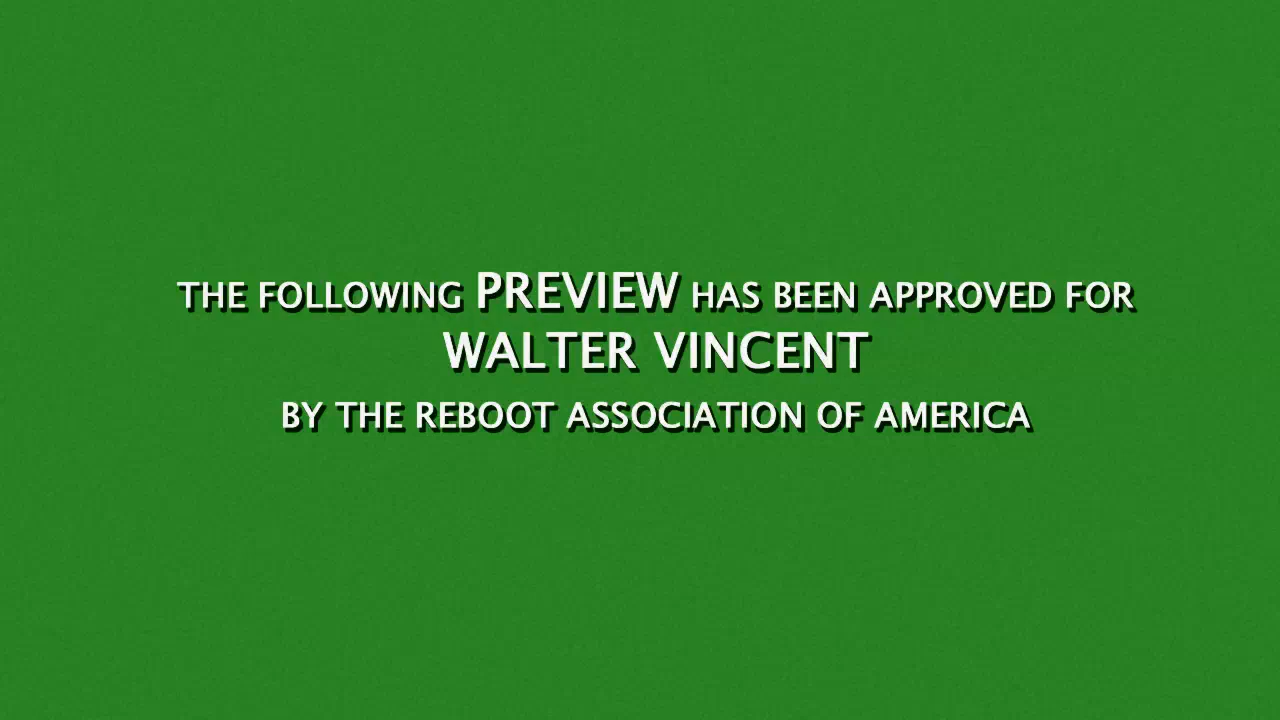 THE FOLLOWING PREVIEW HAS BEEN APPROVED FOR
WALTER VINCENT
BY THE REBOOT ASSOCIATION OF AMERICA